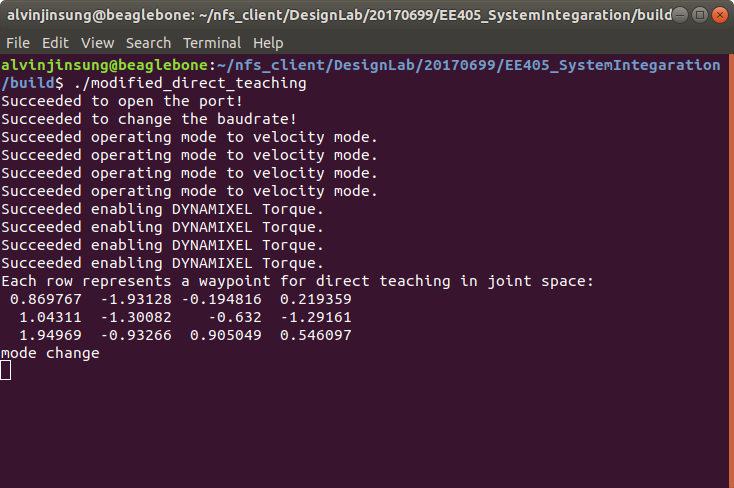 alvinjinsung@beaglebone: ~/nfs_client/DesignLab/20170699/EE405_SystemIntegaration/build
File Edit View Search Terminal Help
alvinjinsung@beaglebone:~/nfs_client/DesignLab/20170699/EE405_SystemIntegaration
/build$ ./modified_direct_teaching
Succeeded to open the port!
Succeeded to change the baudrate!
Succeeded operating mode to velocity mode.
Succeeded operating mode to velocity mode.
Succeeded operating mode to velocity mode.
Succeeded operating mode to velocity mode.
Succeeded enabling DYNAMIXEL Torque.
Succeeded enabling DYNAMIXEL Torque.
Succeeded enabling DYNAMIXEL Torque.
Succeeded enabling DYNAMIXEL Torque.
Each row represents a waypoint for direct teaching in joint space:
0.869767 -1.93128 -0.194816 0.219359
1.04311 -1.30082 -0.632 -1.29161
1.94969 -0.93266 0.905049 0.546097
mode change